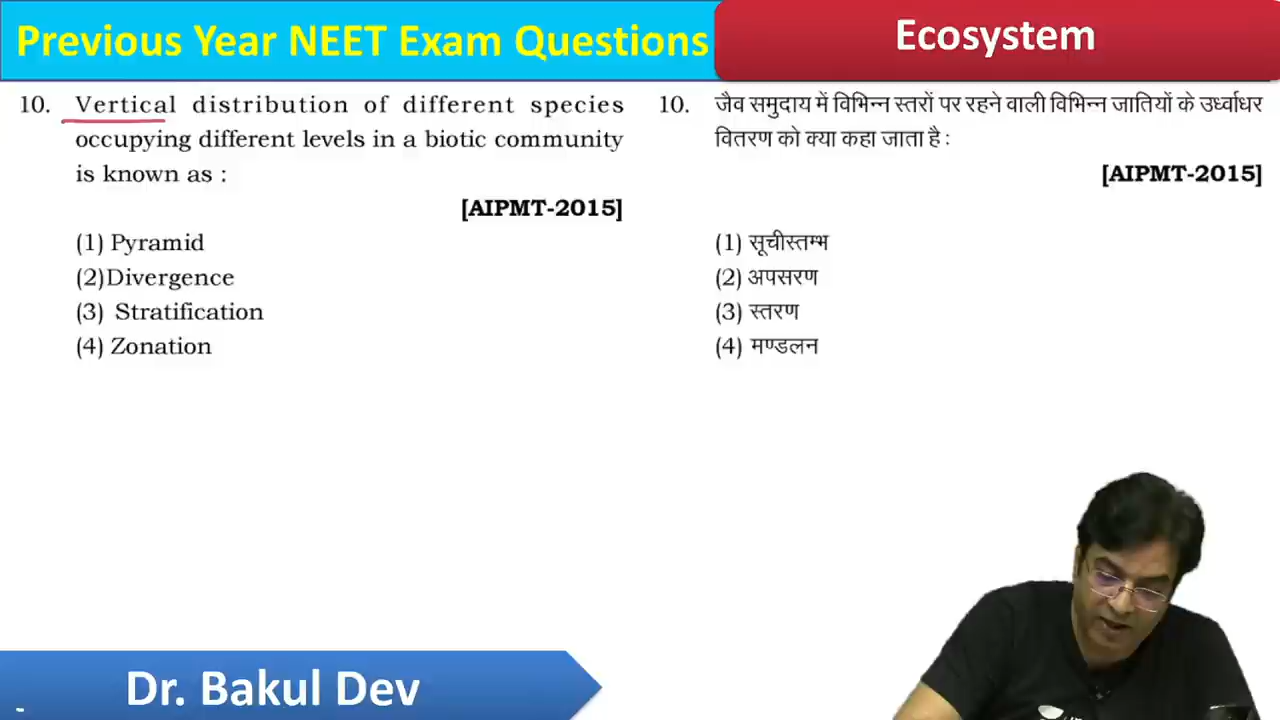 Previous Year NEET Exam Questions
Ecosystem
10. Vertical distribution of different species
occupying different levels in a biotic community
is known as :
[AIPMT-2015]
(1) Pyramid
(2)Divergence
(3) Stratification
(4) Zonation
10. जैव समुदाय में विभिन्न स्तरों पर रहने वाली विभिन्न जातियों के उर्ध्वाधर
वितरण को क्या कहा जाता है :
[AIPMT-2015]
(1) सूचीस्तम्भ
(2) अपसरण
(3) स्तरण
(4) मण्डलन
Dr. Bakul Dev